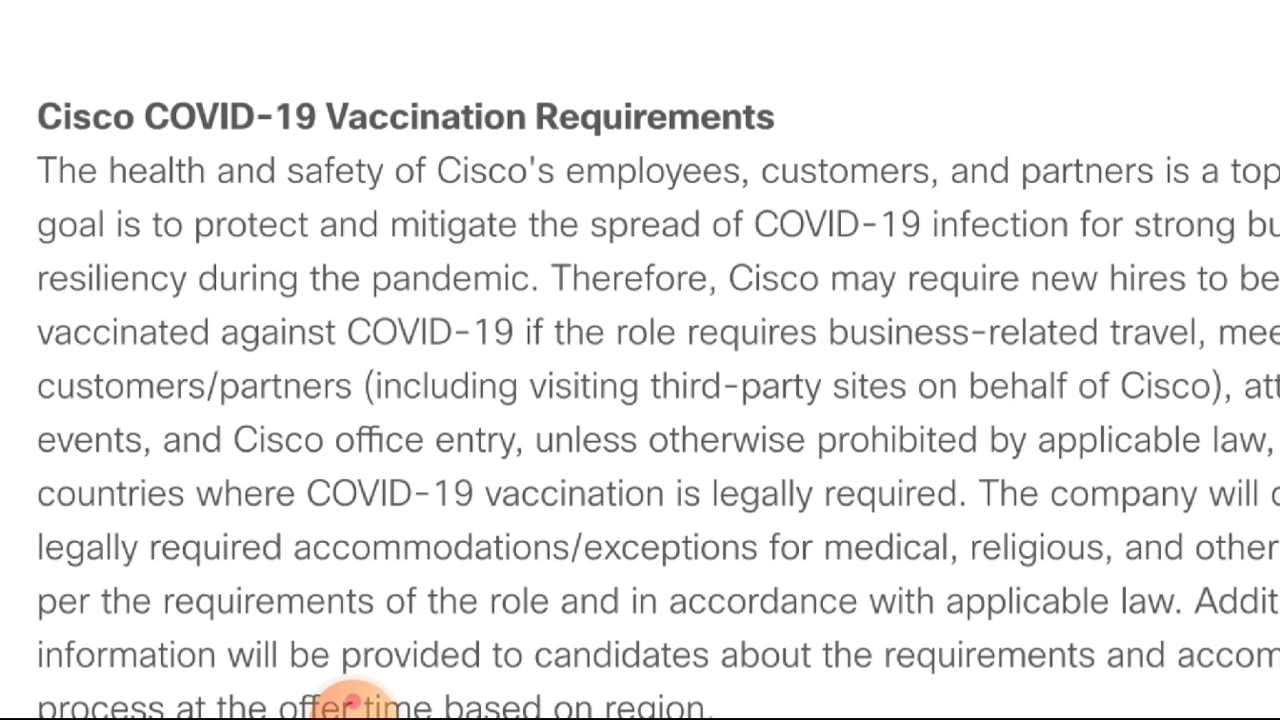 Cisco COVID-19 Vaccination Requirements
The health and safety of Cisco's employees, customers, and partners is a top
goal is to protect and mitigate the spread of COVID-19 infection for strong
resiliency during the pandemic. Therefore, Cisco may require new hires to be
vaccinated against COVID-19 if the role requires business-related travel,
customers/partners (including visiting third-party sites on behalf of Cisco),
events, and Cisco office entry, unless otherwise prohibited by applicable law,
countries where COVID-19 vaccination is legally required. The company will
legally required accommodations/exceptions for medical, religious, and other
per the requirements of the role and in accordance with applicable law.
information will be provided to candidates about the requirements and
process at the offer time based on region.